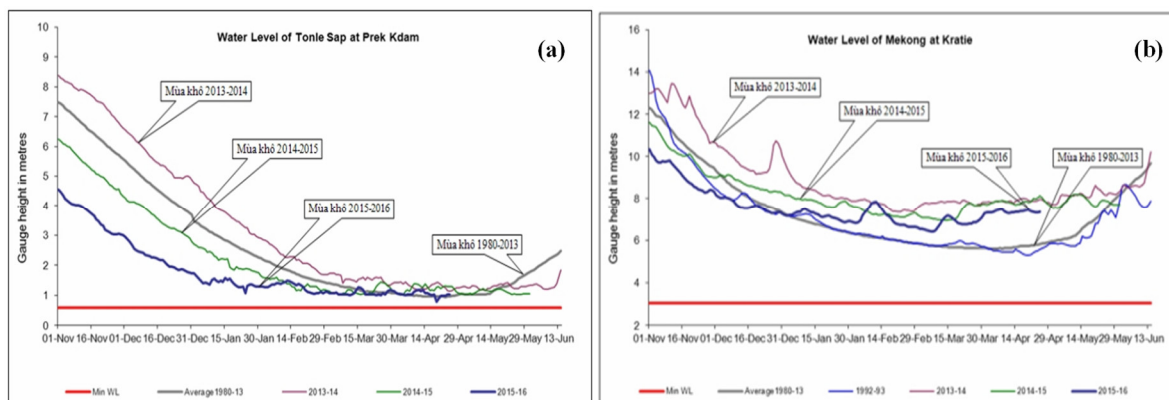 Water Level of Tonle Sap at Prek Kdam
(a)
Gauge height in metres
10
9
8
7
6
5
4
3
2
1
0
Mùa khô 2013-2014
Mùa khô 2014-2015
Mùa khô 2015-2016
Mùa khô 1980-2013
01-Nov 16-Nov 01-Dec 16-Dec 31-Dec 15-Jan 30-Jan 14-Feb 29-Feb 15-Mar 30-Mar 14-Apr 29-Apr 14-May 29-May 13-Jun
Min WL Average1980-13 2013-14 2014-15 2015-16
Water Level of Mekong at Kratie
(b)
Gauge height in metres
16
14
12
10
8
6
4
2
Mùa khô 2013-2014
Mùa khô 2014-2015
Mùa khô 2015-2016
Mùa khô 1980-2013
01-Nov 16-Nov 01-Dec 16-Dec 31-Dec 15-Jan 30-Jan 14-Feb 29-Feb 15-Mar 30-Mar 14-Apr 29-Apr 14-May 29-May 13-Jun
Min WL Average1980-13 1992-93 2013-14 2014-15 2015-16